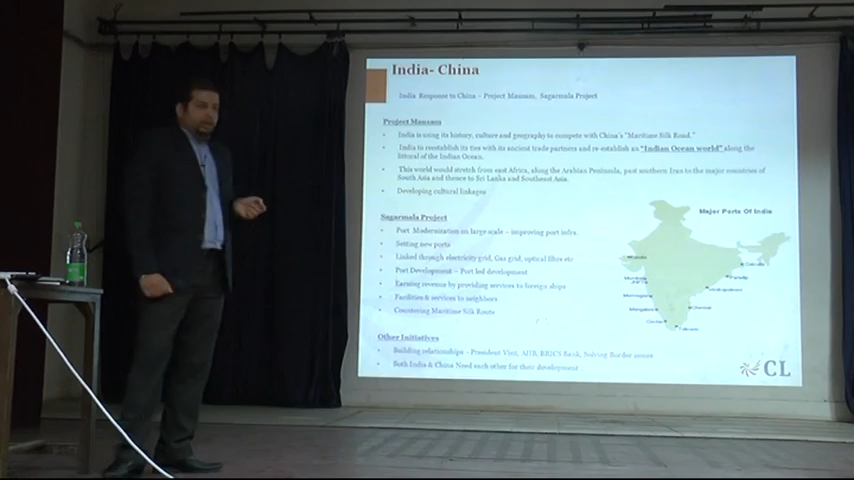 India- China
India Response to China – Project Mausam, Sagarmala Project
Project Mausam
• India is using its history, culture and geography to compete with China's "Maritime Silk Road."
• India to reestablish its ties with its ancient trade partners and re-establish an "Indian Ocean world" along the
littoral of the Indian Ocean.
• This world would stretch from east Africa, along the Arabian Peninsula, past southern Iran to the major countries of
South Asia and thence to Sri Lanka and Southeast Asia.
• Developing cultural linkages
Sagarmala Project
• Port Modernization on large scale – improving port infra.
• Setting new ports
• Linked through electricity grid, Gas grid, optical fibre etc
• Port Development – Port led development
• Earning revenue by providing services to foreign ships
• Facilities & services to neighbors
• Countering Maritime Silk Route
Major Ports Of India
Kandla
Calcutta
Mumbai
Paradip
Chennai
Cochin
Other Initiatives
• Building relationships - President Visit, AIIB, BRICS Bank, Solving Border issues
• Both India & China Need each other for their development
CL